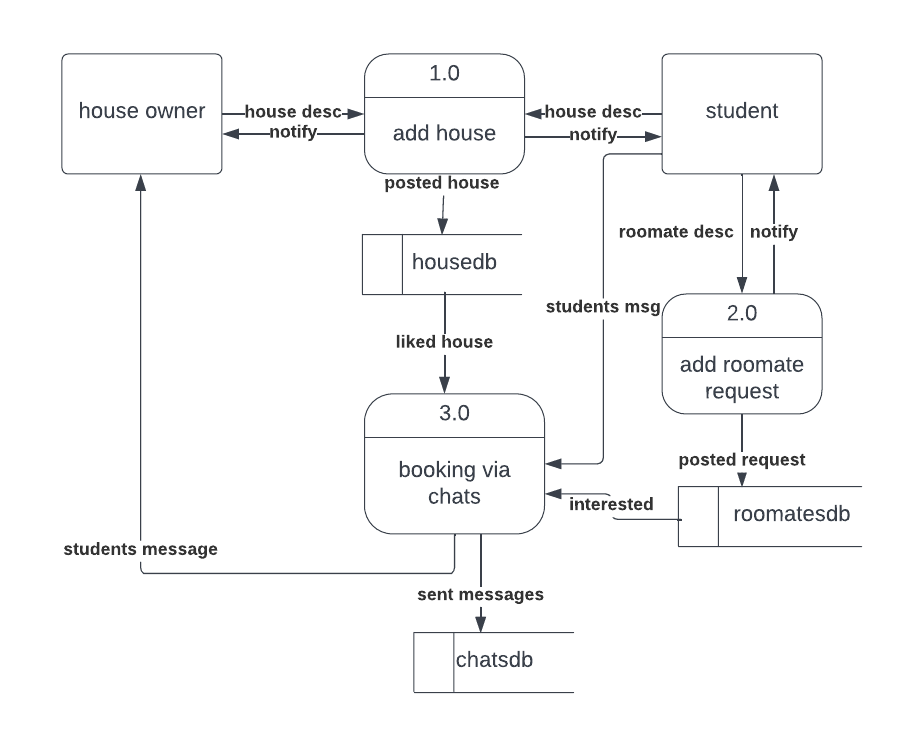 1.0
house owner
add house
student
house desc
notify
house desc
notify
posted house
roomate desc
notify
housedb
students msg
2.0
add roomate
request
liked house
3.0
booking via
chats
posted request
interested
roomatesdb
students message
sent messages
chatsdb